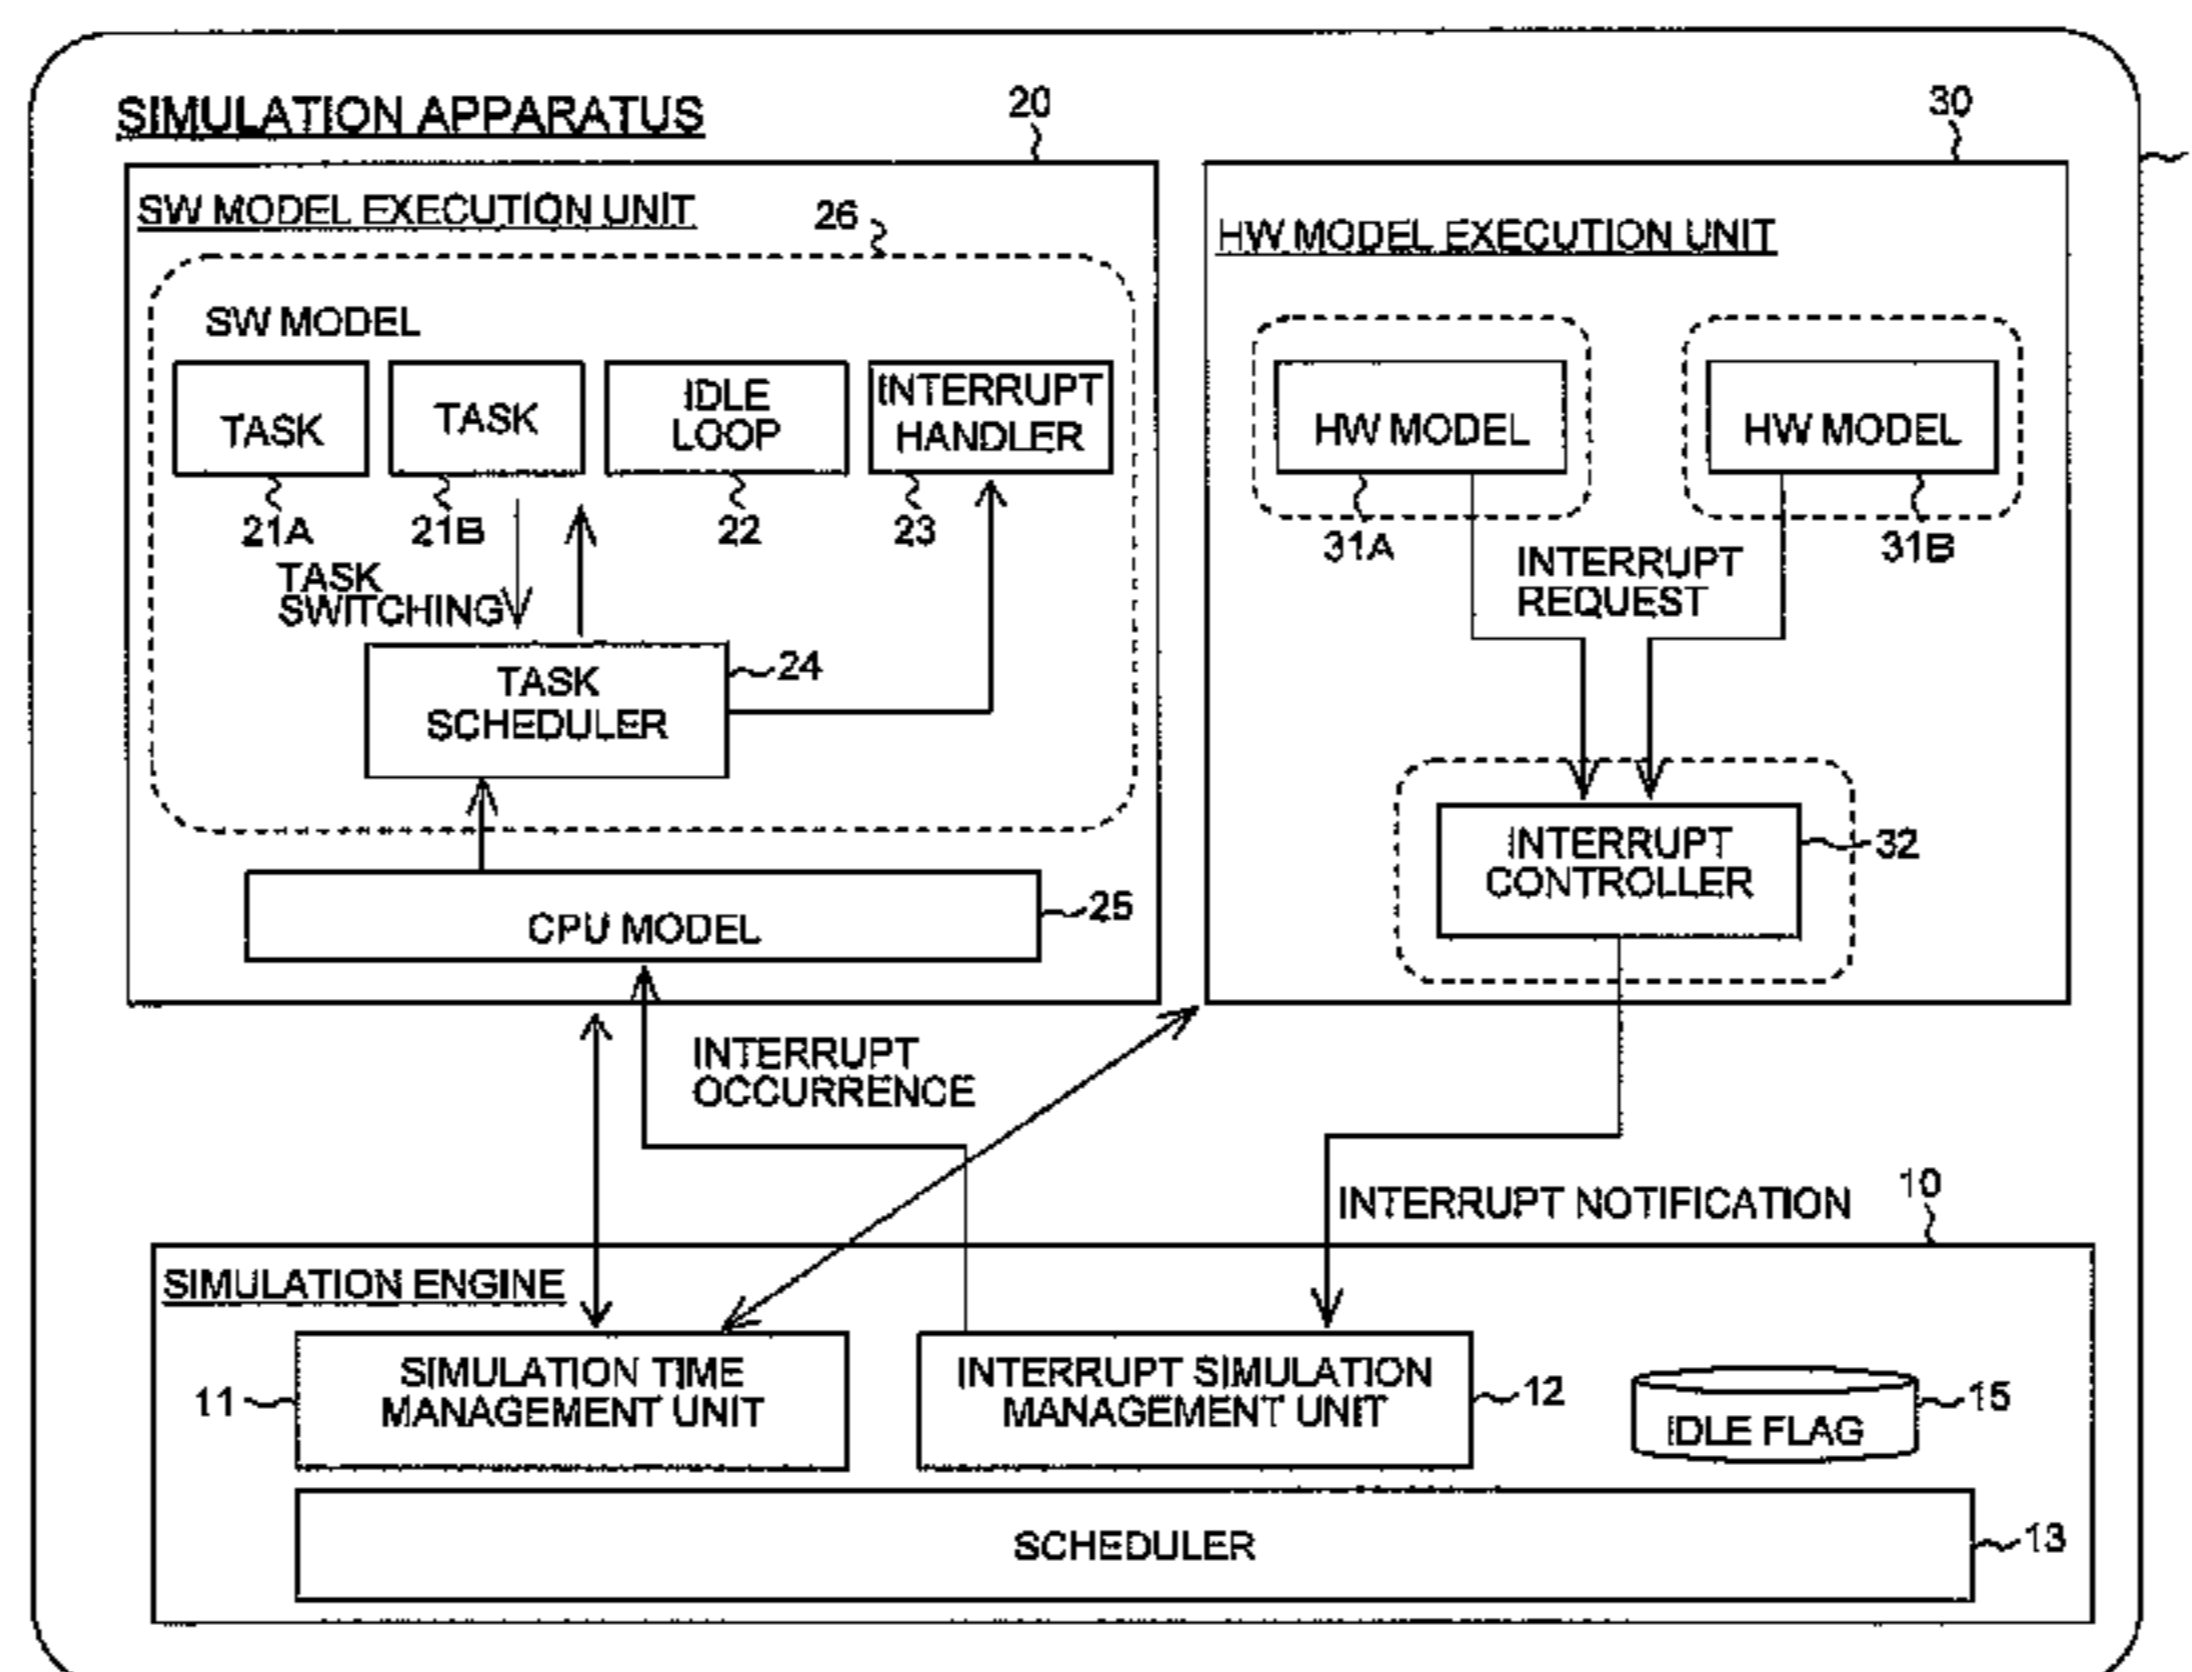 SIMULATION APPARATUS
20
30
SW MODEL EXECUTION UNIT
26
HW MODEL EXECUTION UNIT
SW MODEL
TASK
TASK
IDLE
LOOP
INTERRUPT
HANDLER
HW MODEL
HW MODEL
21A
21B
22
23
31A
31B
TASK
SWITCHING
INTERRUPT
REQUEST
TASK
SCHEDULER
24
INTERRUPT
CONTROLLER
32
CPU MODEL
25
INTERRUPT
OCCURRENCE
INTERRUPT NOTIFICATION
10
SIMULATION ENGINE
11
SIMULATION TIME
MANAGEMENT UNIT
INTERRUPT SIMULATION
MANAGEMENT UNIT
12
IDLE FLAG
15
SCHEDULER
13